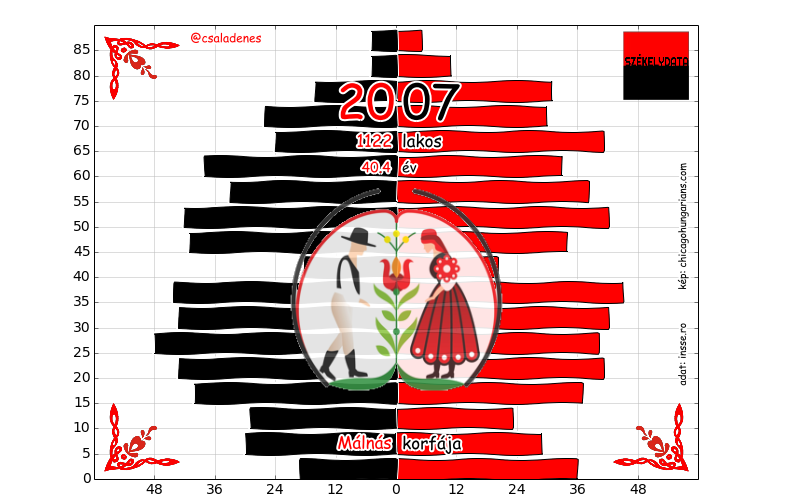 @csaladenes
SZÉKELYDATA
2007
1122 lakos
40.4 év
kép: chicagohungarians.com
adat: insse.ro
Málnás korfája
85
80
75
70
65
60
55
50
45
40
35
30
25
20
15
10
5
0
48 36 24 12 0 12 24 36 48